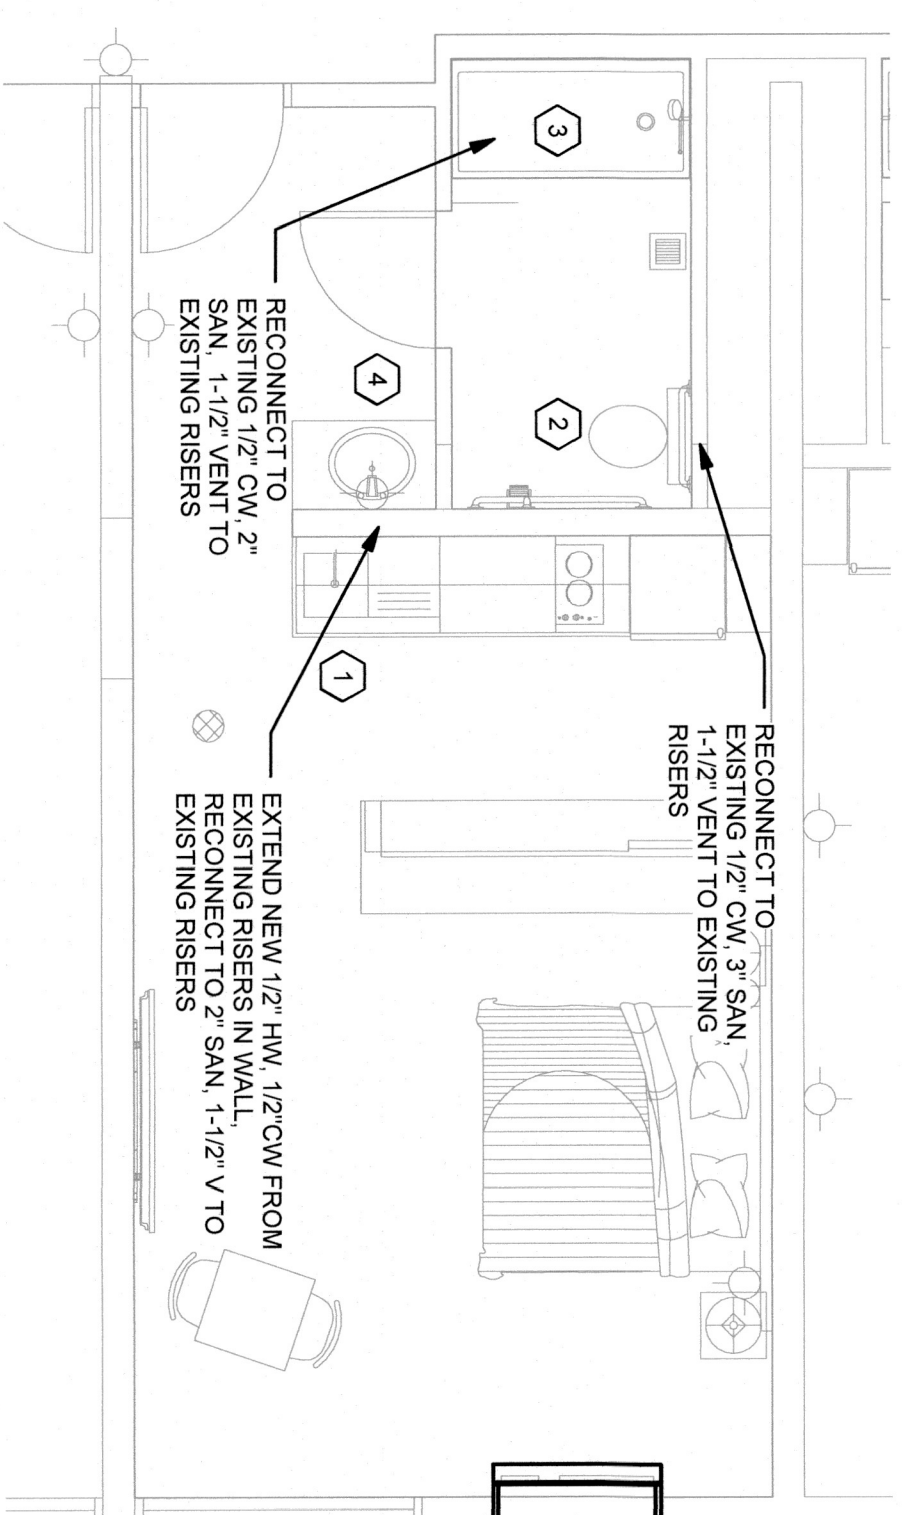 RECONNECT TO
EXISTING 1/2" CW, 3" SAN,
1-1/2" VENT TO EXISTING
RISERS
3
2
4
1
RECONNECT TO
EXISTING 1/2" CW, 2"
SAN, 1-1/2" VENT TO
EXISTING RISERS
EXTEND NEW 1/2" HW, 1/2"CW FROM
EXISTING RISERS IN WALL,
RECONNECT TO 2" SAN, 1-1/2" V TO
EXISTING RISERS